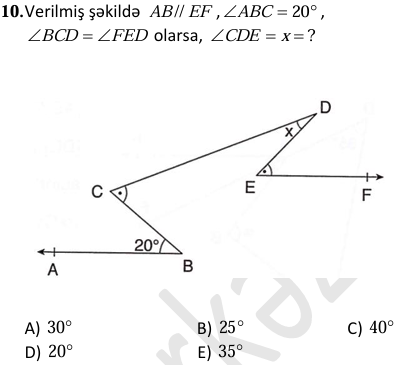 10.Verilmiş şəkildə AB// EF , ∠ABC = 20° ,
∠BCD = ∠FED olarsa, ∠CDE = x = ?
D
x
C
E
F
20°
A
B
A) 30°
B) 25°
C) 40°
D) 20°
E) 35°